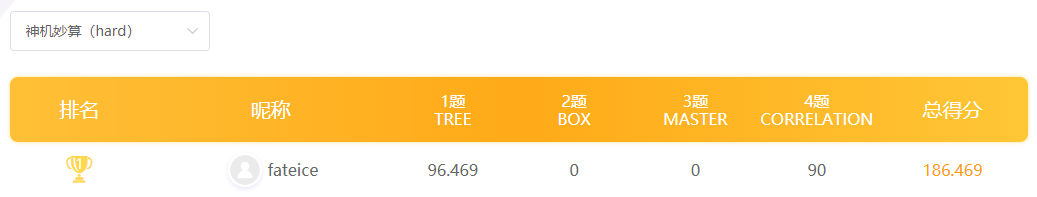 神机妙算（hard）
排名 昵称 1题 TREE 2题 BOX 3题 MASTER 4题 CORRELATION 总得分
1 fateice 96.469 0 0 90 186.469